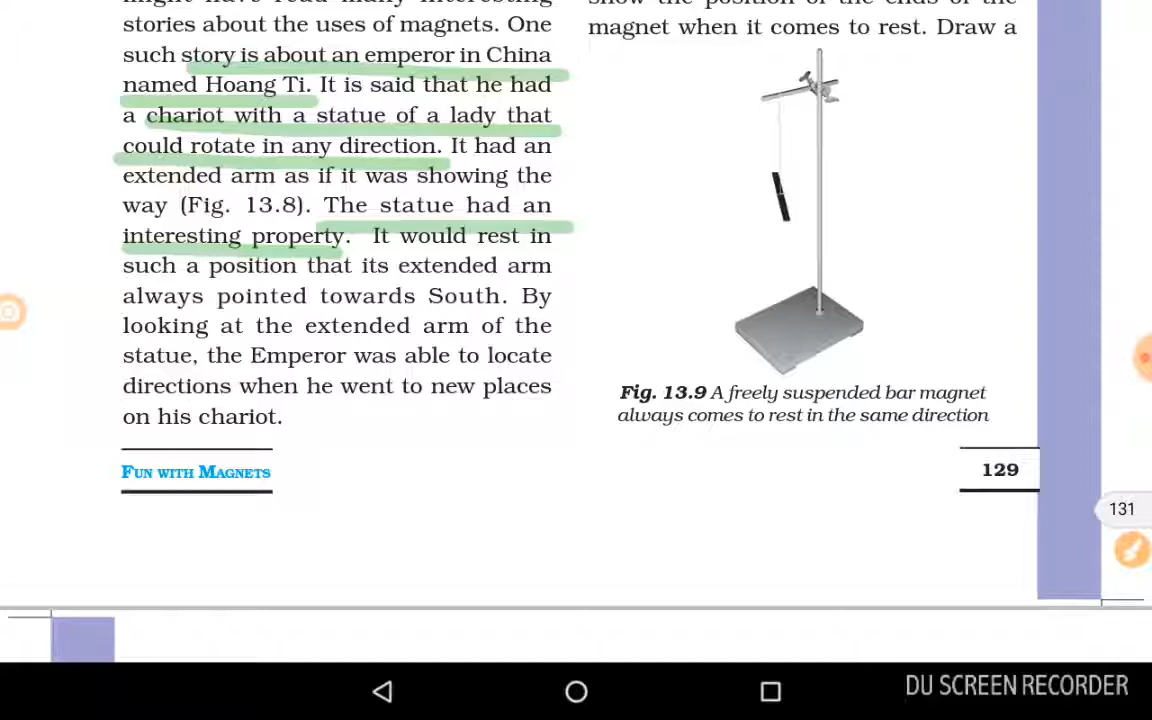 stories about the uses of magnets. One
such story is about an emperor in China
named Hoang Ti. It is said that he had
a chariot with a statue of a lady that
could rotate in any direction. It had an
extended arm as if it was showing the
way (Fig. 13.8). The statue had an
interesting property. It would rest in
such a position that its extended arm
always pointed towards South. By
looking at the extended arm of the
statue, the Emperor was able to locate
directions when he went to new places
on his chariot.
FUN WITH MAGNETS
magnet when it comes to rest. Draw a
Fig. 13.9 A freely suspended bar magnet
always comes to rest in the same direction
129
131
DU SCREEN RECORDER